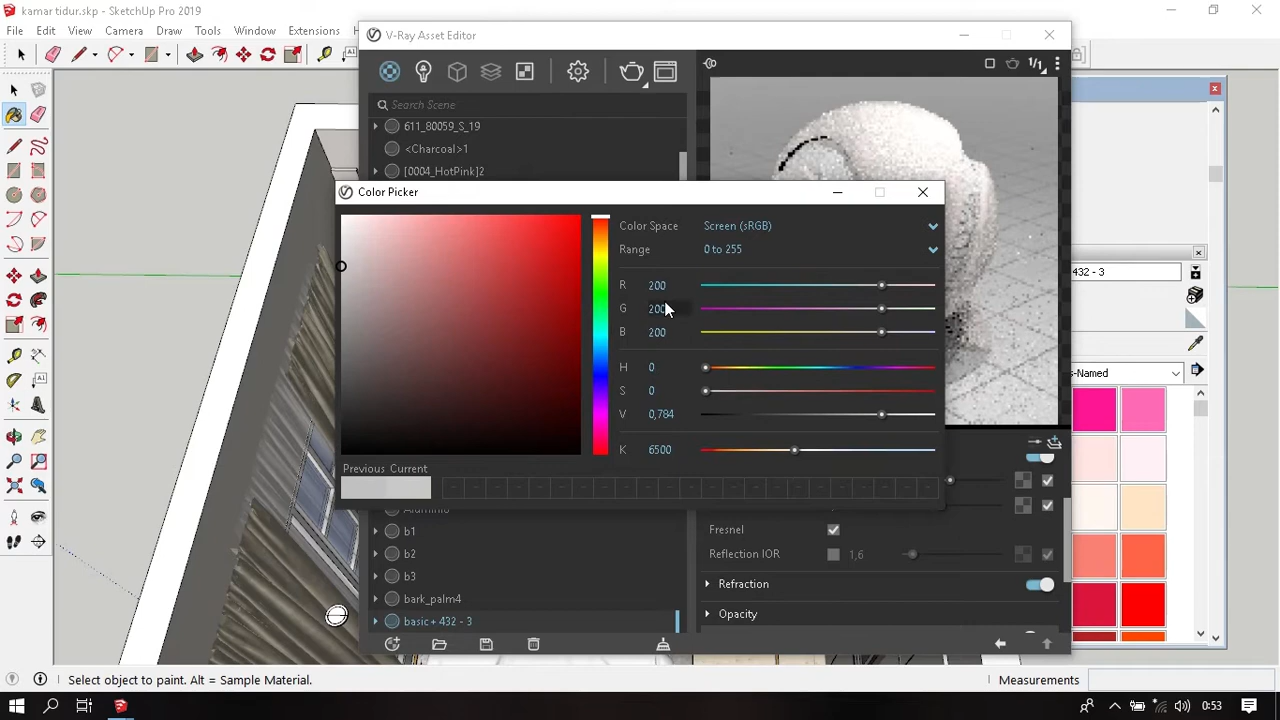 kamar tidur.skp - SketchUp Pro 2019
File Edit View Camera Draw Tools Window Extensions
V-Ray Asset Editor
Search Scene
1/1
611_80059_S_19
<Charcoal>1
[0004_HotPink]2
Color Picker
Color Space Screen (sRGB)
Range 0 to 255
R 200
G 200
B 200
H 0
S 0
V 0,784
K 6500
Previous Current
432 - 3
s-Named
b1
b2
b3
bark_palm4
basic+ 432 - 3
Fresnel
Reflection IOR 1,6
Refraction
Opacity
Select object to paint. Alt = Sample Material.
Measurements
0:53